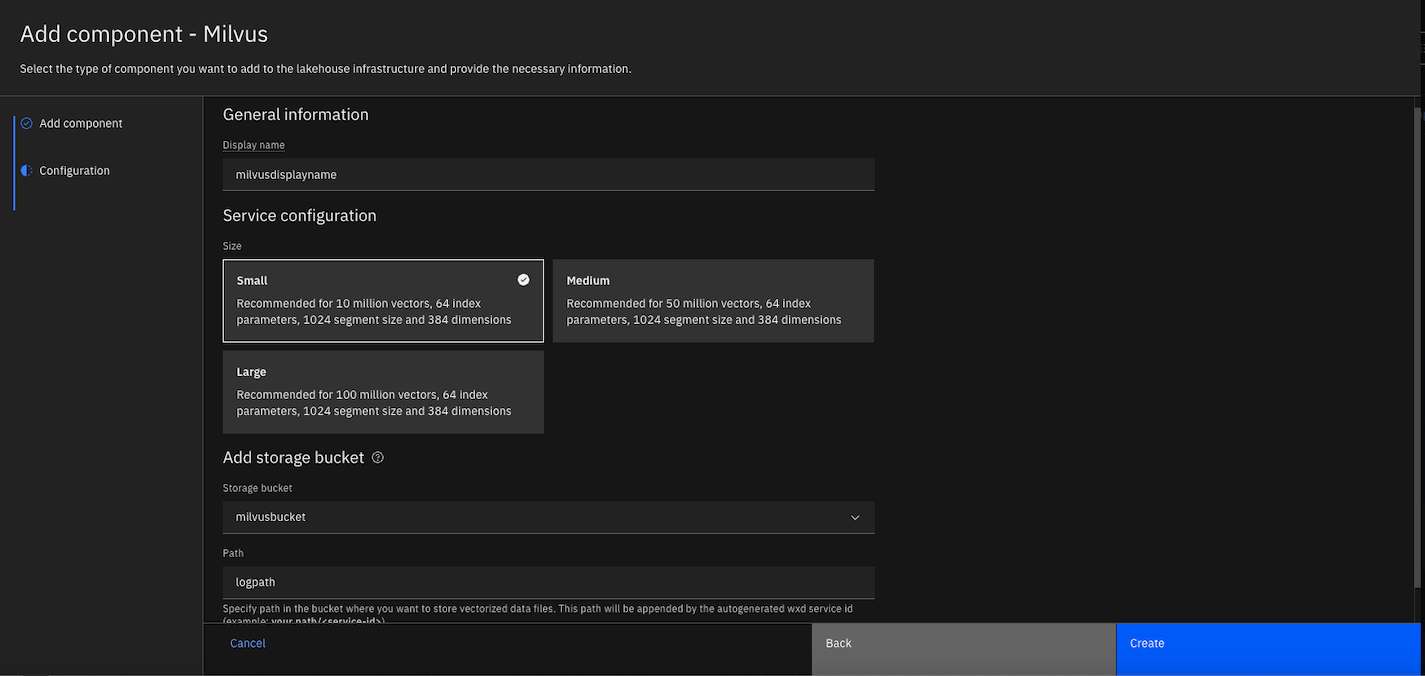 Add component - Milvus
Select the type of component you want to add to the lakehouse infrastructure and provide the necessary information.
Add component
Configuration
General information
Display name
milvusdisplayname
Service configuration
Size
Small
Recommended for 10 million vectors, 64 index
parameters, 1024 segment size and 384 dimensions
Medium
Recommended for 50 million vectors, 64 index
parameters, 1024 segment size and 384 dimensions
Large
Recommended for 100 million vectors, 64 index
parameters, 1024 segment size and 384 dimensions
Add storage bucket
Storage bucket
milvusbucket
Path
logpath
Specify path in the bucket where you want to store vectorized data files. This path will be appended by the autogenerated wxd service id
(example: your path/<service-id>)
Cancel
Back
Create